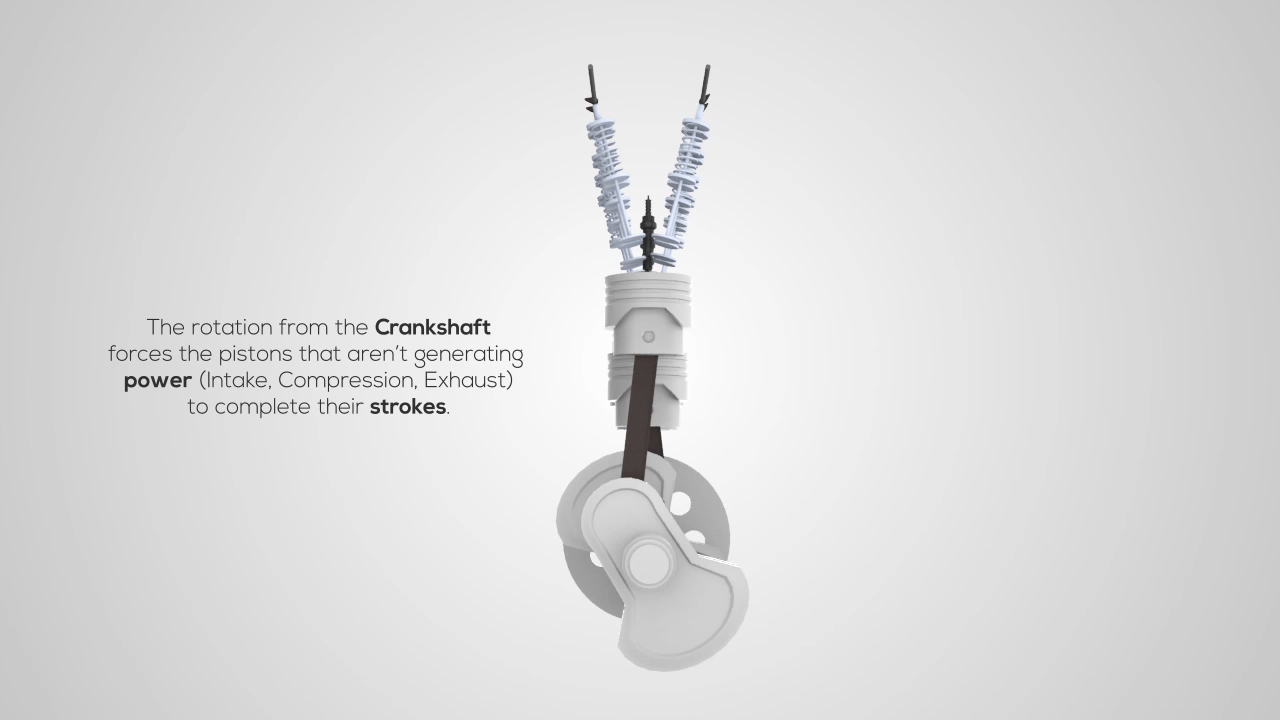 The rotation from the Crankshaft
forces the pistons that aren’t generating
power (Intake, Compression, Exhaust)
to complete their strokes.